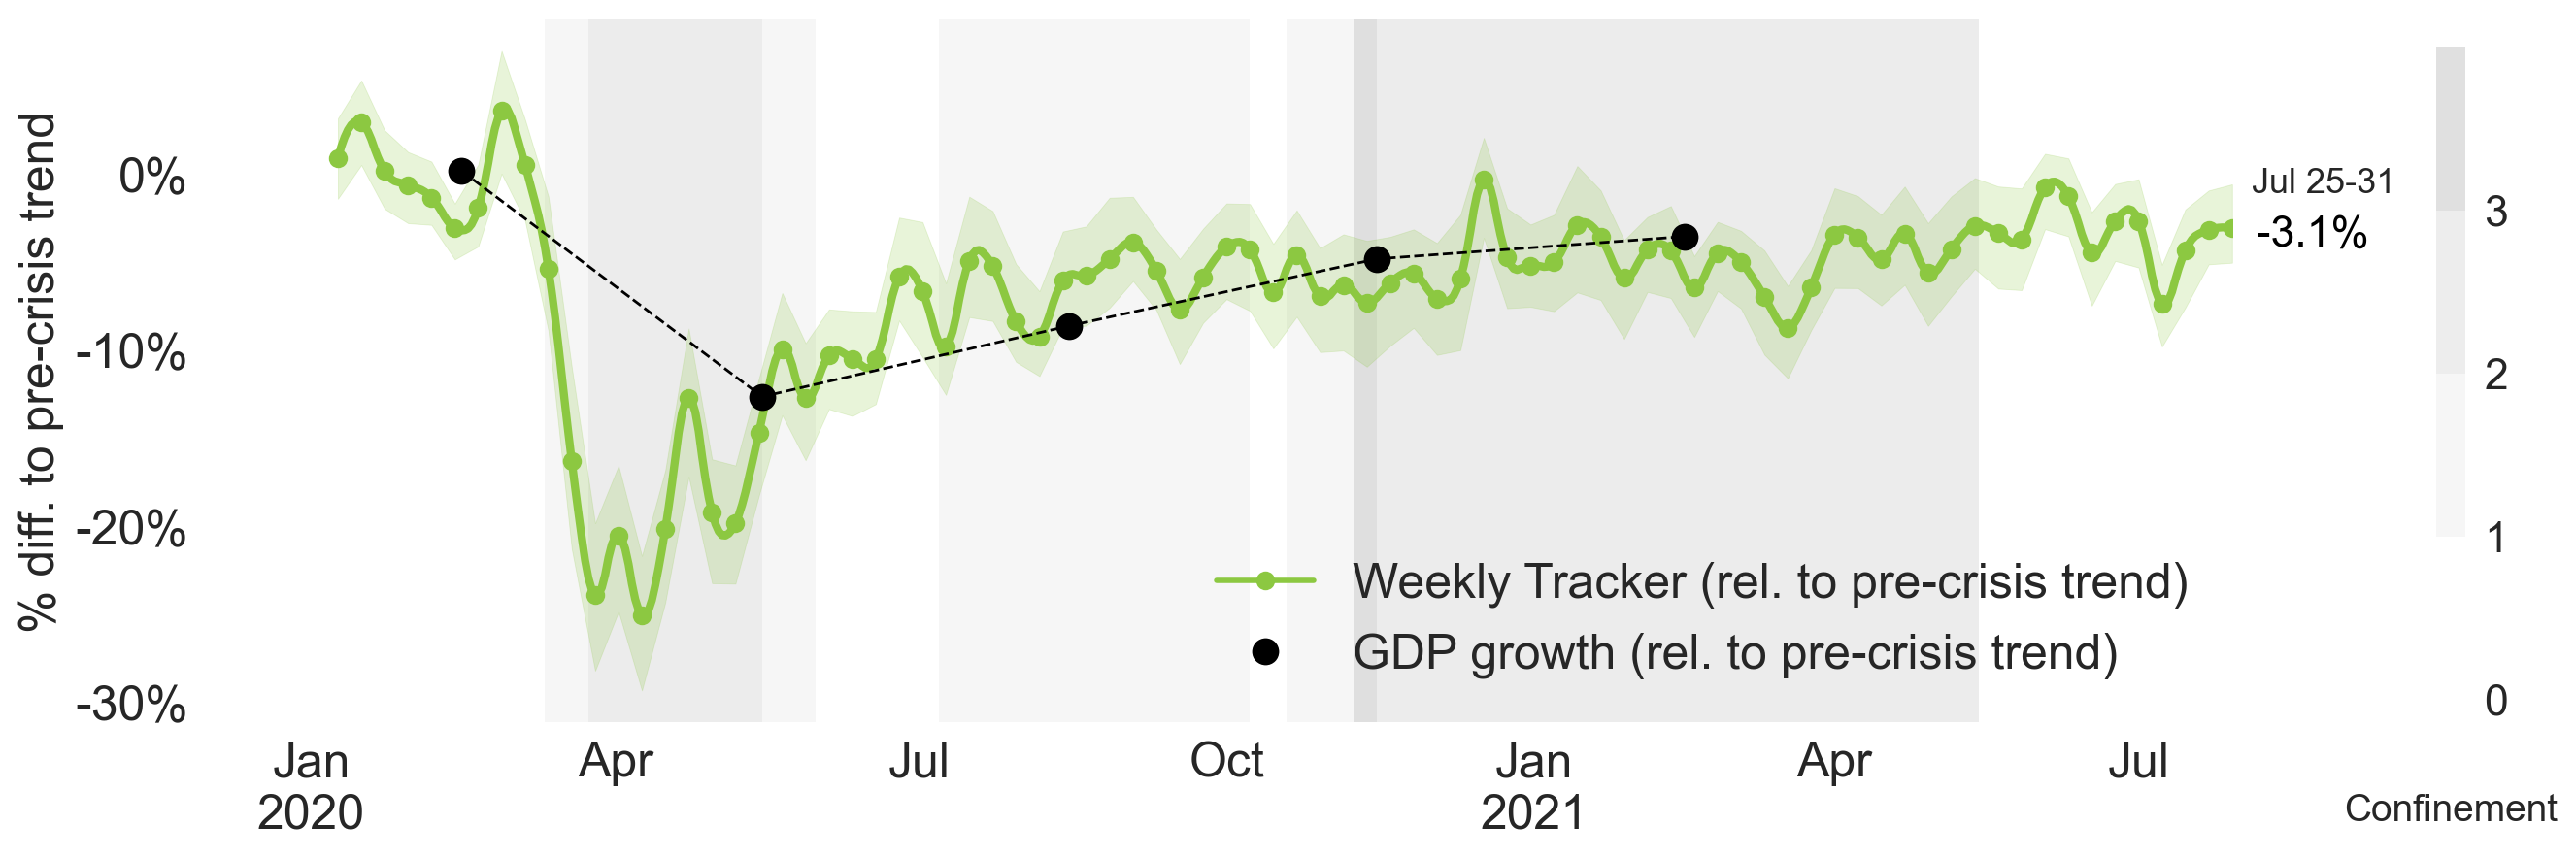 % diff. to pre-crisis trend
0%
-10%
-20%
-30%
Jan
2020
Apr
Jul
Oct
Jan
2021
Apr
Jul
Weekly Tracker (rel. to pre-crisis trend)
GDP growth (rel. to pre-crisis trend)
Jul 25-31
-3.1%
3
2
1
0
Confinement